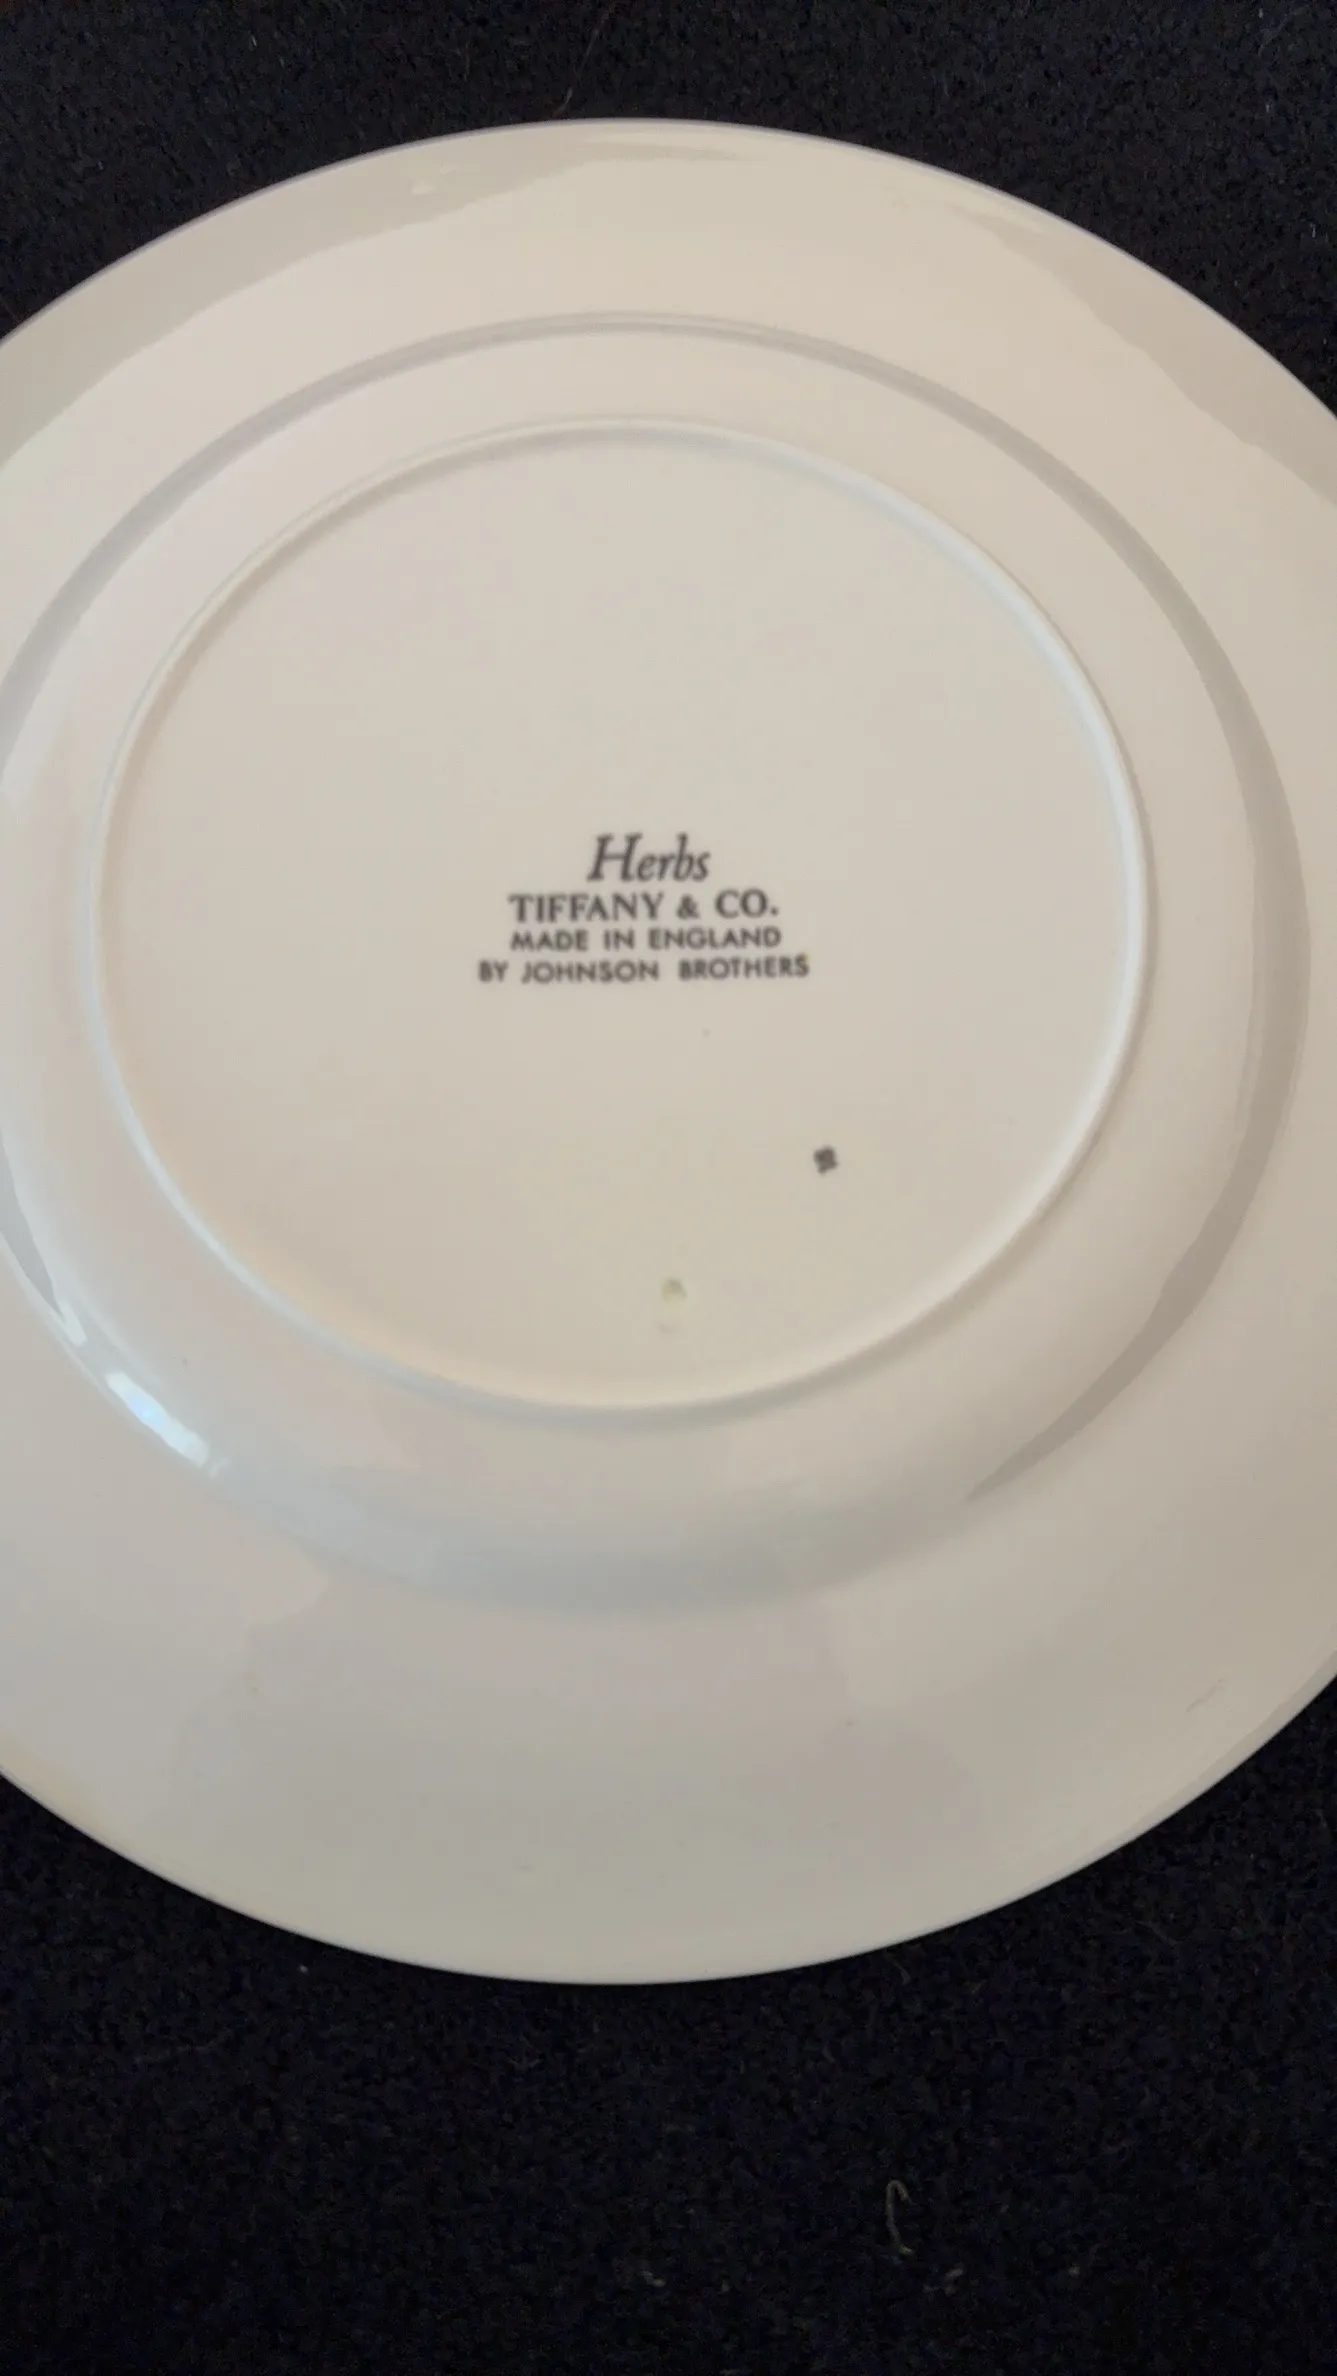 Herbs
TIFFANY & CO.
MADE IN ENGLAND
BY JOHNSON BROTHERS